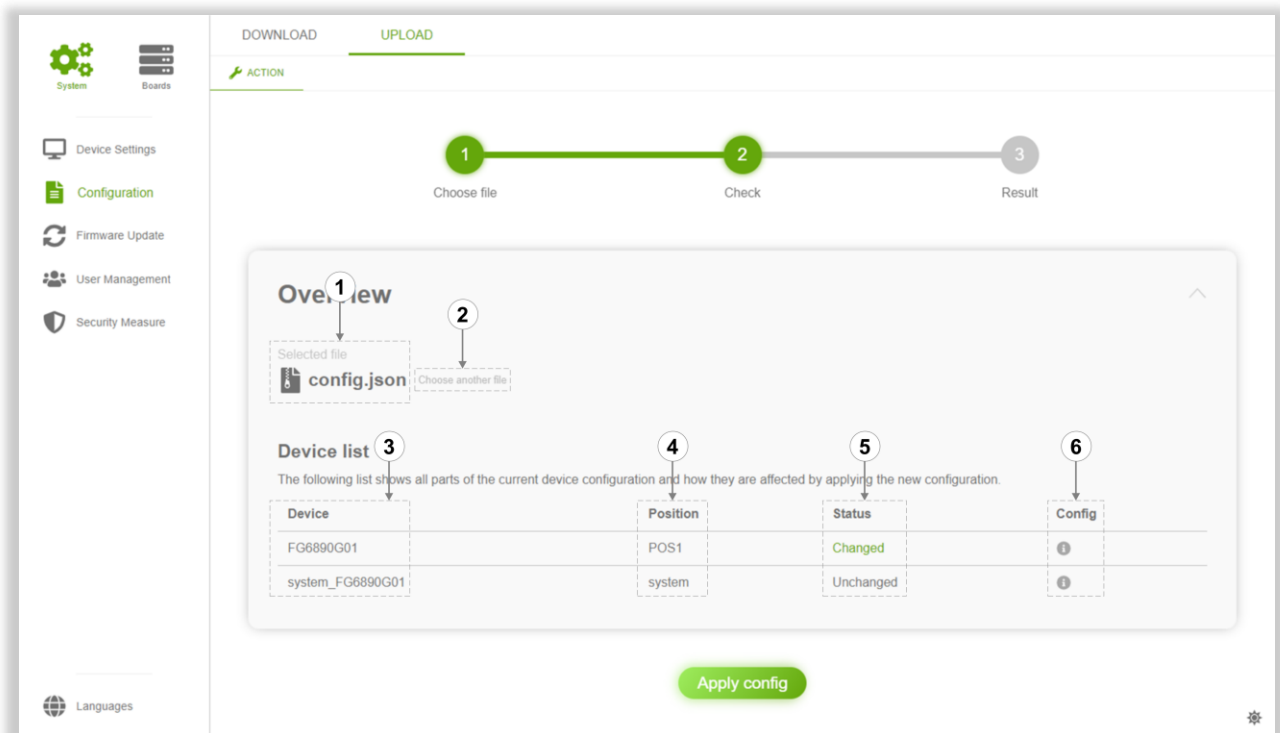 DOWNLOAD UPLOAD
System Boards
ACTION
Device Settings
Configuration
Firmware Update
User Management
Security Measure
1 2 3
Choose file Check Result
1
Overview
2
Selected file
config.json Choose another file
Device list 3 4 5 6
The following list shows all parts of the current device configuration and how they are affected by applying the new configuration.
Device Position Status Config
FG6890G01 POS1 Changed
system_FG6890G01 system Unchanged
Apply config
Languages